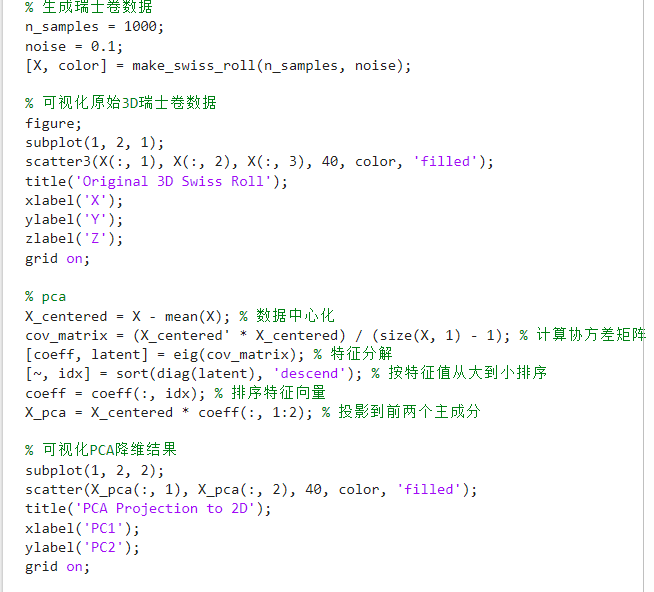 % 生成瑞士卷数据
n_samples = 1000;
noise = 0.1;
[X, color] = make_swiss_roll(n_samples, noise);
% 可视化原始3D瑞士卷数据
figure;
subplot(1, 2, 1);
scatter3(X(:, 1), X(:, 2), X(:, 3), 40, color, 'filled');
title('Original 3D Swiss Roll');
xlabel('X');
ylabel('Y');
zlabel('Z');
grid on;
% pca
X_centered = X - mean(X); % 数据中心化
cov_matrix = (X_centered' * X_centered) / (size(X, 1) - 1); % 计算协方差矩阵
[coeff, latent] = eig(cov_matrix); % 特征分解
[~, idx] = sort(diag(latent), 'descend'); % 按特征值从大到小排序
coeff = coeff(:, idx); % 排序特征向量
X_pca = X_centered * coeff(:, 1:2); % 投影到前两个主成分
% 可视化PCA降维结果
subplot(1, 2, 2);
scatter(X_pca(:, 1), X_pca(:, 2), 40, color, 'filled');
title('PCA Projection to 2D');
xlabel('PC1');
ylabel('PC2');
grid on;